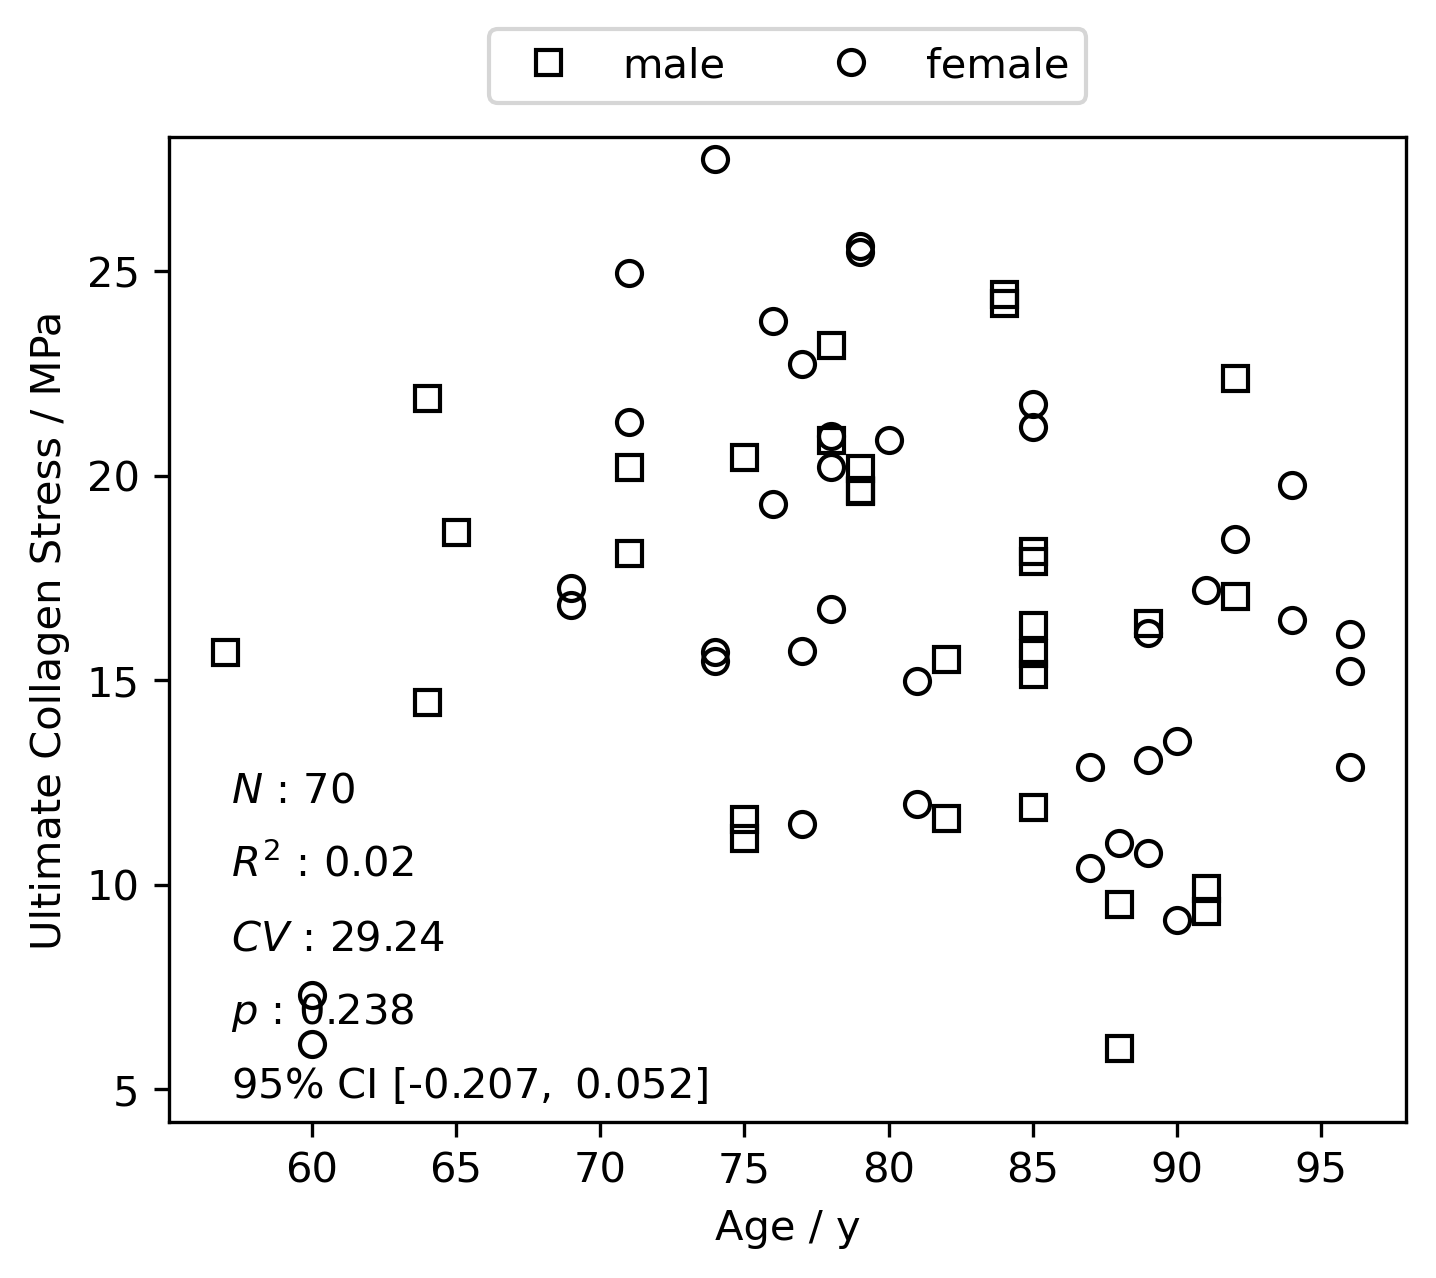 male female
Ultimate Collagen Stress / MPa
25
20
15
10
5
N : 70
R² : 0.02
CV : 29.24
p : 0.238
95% CI [-0.207, 0.052]
60 65 70 75 80 85 90 95
Age / y